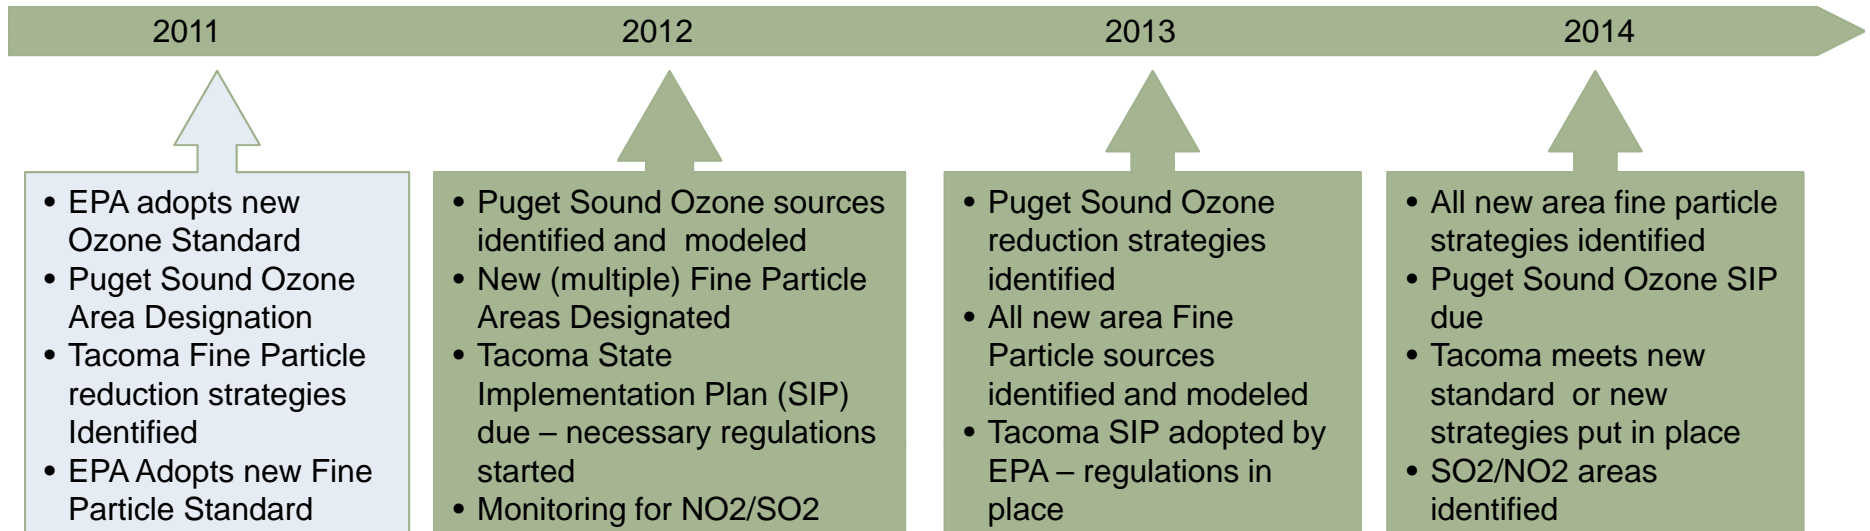 2011
2012
2013
2014
• EPA adopts new
Ozone Standard
• Puget Sound Ozone
Area Designation
• Tacoma Fine Particle
reduction strategies
Identified
• EPA Adopts new Fine
Particle Standard
• Puget Sound Ozone sources
identified and modeled
• New (multiple) Fine Particle
Areas Designated
• Tacoma State
Implementation Plan (SIP)
due – necessary regulations
started
• Monitoring for NO2/SO2
• Puget Sound Ozone
reduction strategies
identified
• All new area Fine
Particle sources
identified and modeled
• Tacoma SIP adopted by
EPA – regulations in
place
• All new area fine particle
strategies identified
• Puget Sound Ozone SIP
due
• Tacoma meets new
standard or new
strategies put in place
• SO2/NO2 areas
identified